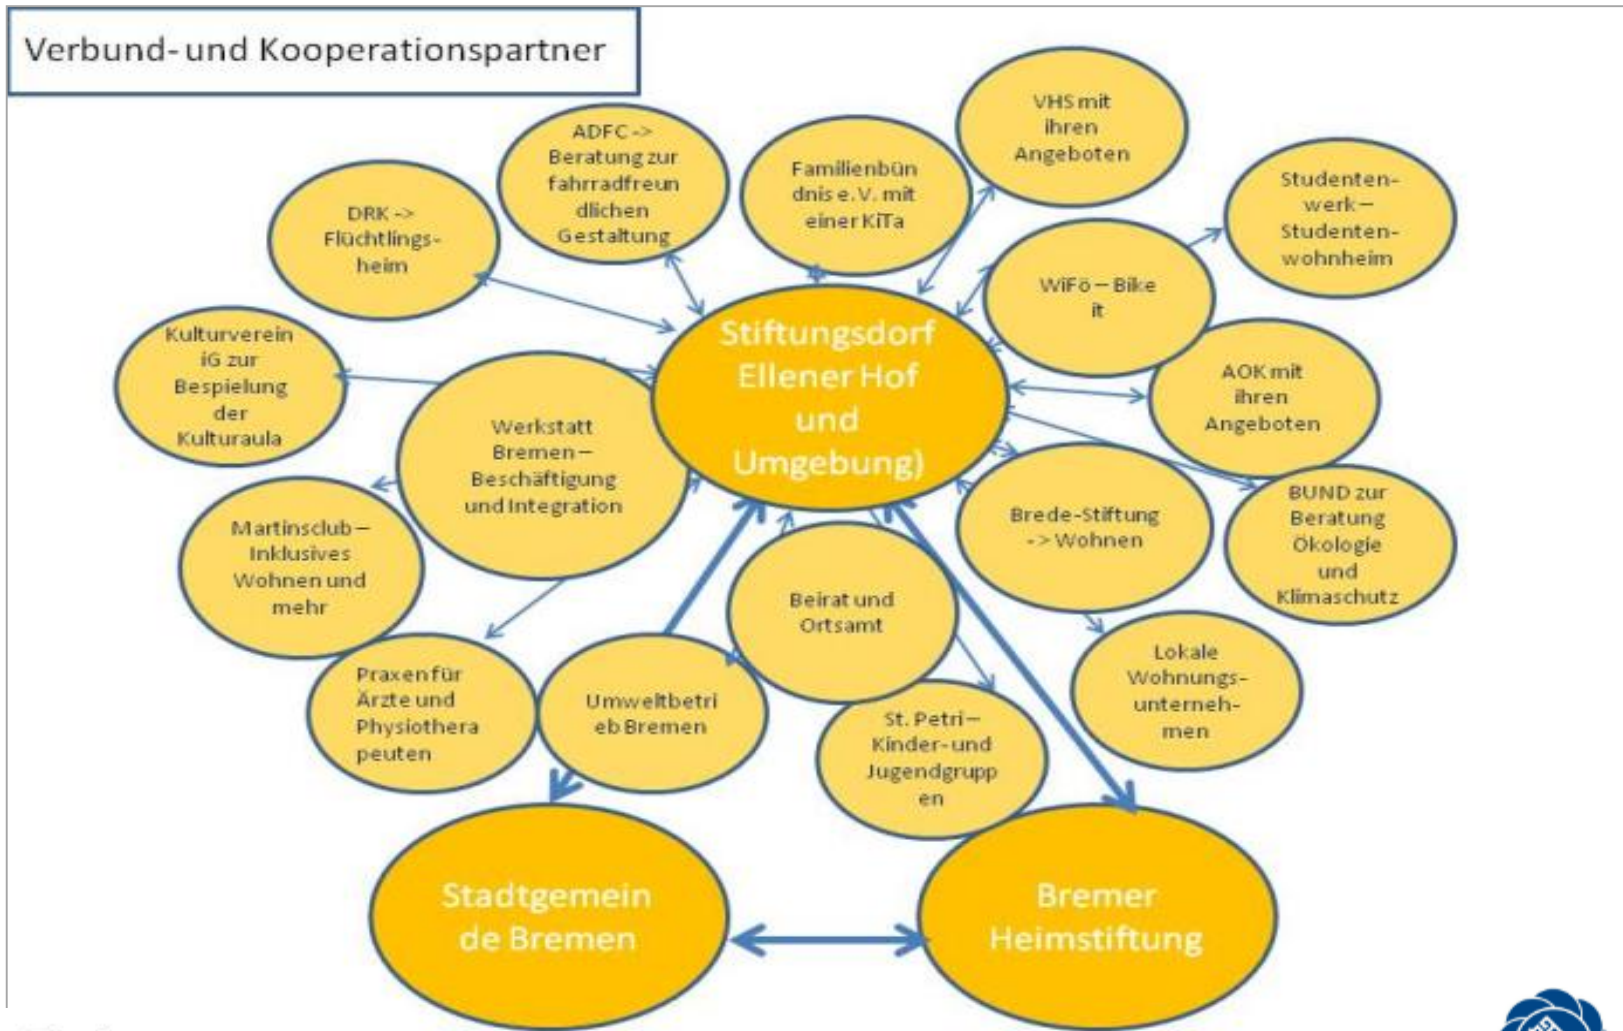 Verbund- und Kooperationspartner
VHS mit
ihren
Angeboten
ADFC ->
Beratung zur
fahrradfreun
dlichen
Gestaltung
Familienbün
dnis e.V. mit
einer KiTa
Studenten-
werk –
Studenten-
wohnheim
DRK ->
Flüchtlings-
heim
WiFö – Bike
it
Kulturverein
iG zur
Bespielung
der
Kulturaula
Stiftungsdorf
Ellener Hof
und
Umgebung)
AOK mit
ihren
Angeboten
Werkstatt
Bremen –
Beschäftigung
und Integration
Brede-Stiftung
-> Wohnen
BUND zur
Beratung
Ökologie
und
Klimaschutz
Martinsclub –
Inklusives
Wohnen und
mehr
Beirat und
Ortsamt
Lokale
Wohnungs-
unterneh-
men
Praxen für
Ärzte und
Physiothera
peuten
Umweltbetri
eb Bremen
St. Petri –
Kinder- und
Jugendgrupp
en
Stadtgemein
de Bremen
Bremer
Heimstiftung